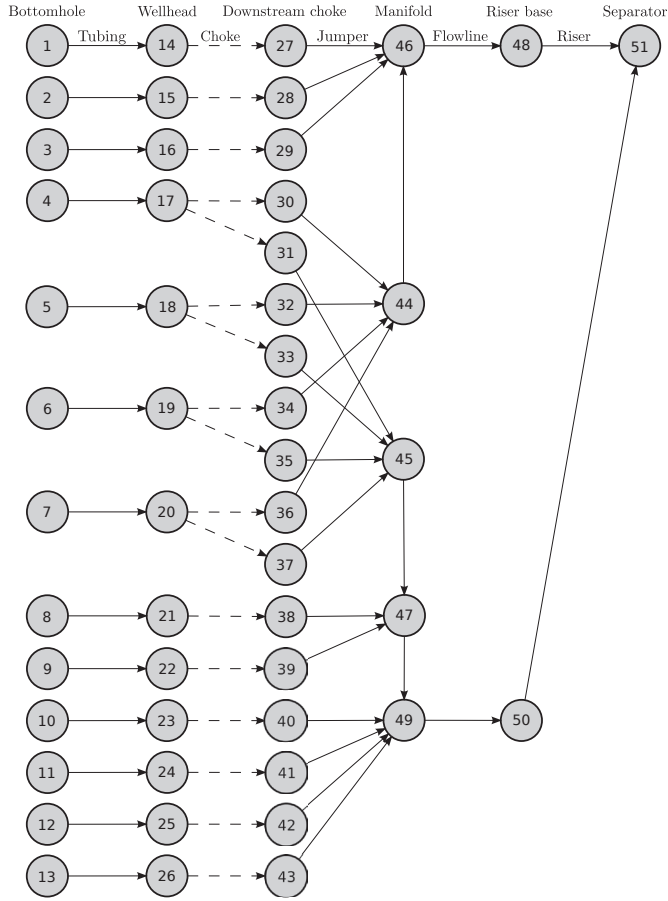 Bottomhole Wellhead Downstream choke Manifold Riser base Separator
1 Tubing 14 Choke 27 Jumper 46 Flowline 48 Riser 51
2 15 28
3 16 29
4 17 30
31
5 18 32 44
33
6 19 34
35 45
7 20 36
37
8 21 38 47
9 22 39
10 23 40 49 50
11 24 41
12 25 42
13 26 43